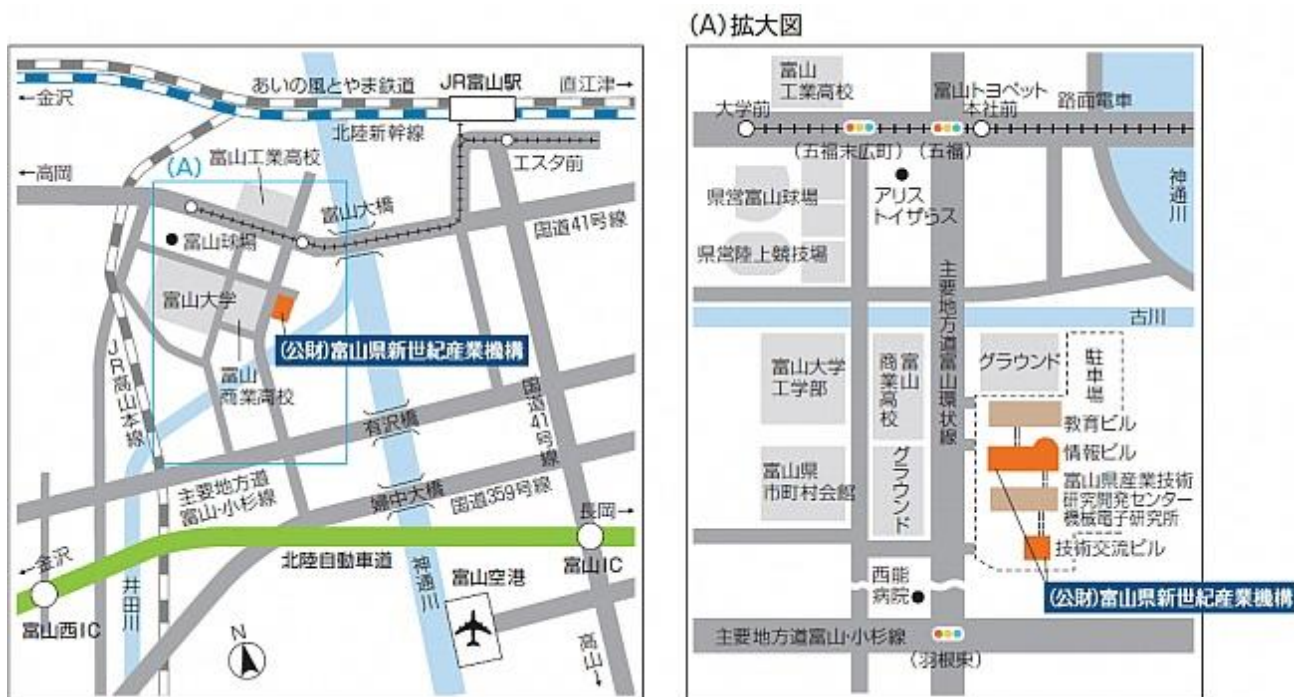 あいの風とやま鉄道
JR富山駅
直江津→
←金沢
北陸新幹線
(A)
富山工業高校
エスタ前
←高岡
富山大橋
国道41号線
富山球場
富山大学
(公財)富山県新世紀産業機構
JR高山本線
富山
商業高校
有沢橋
国道41号線
主要地方道
富山・小杉線
婦中大橋
国道359号線
長岡→
←金沢
北陸自動車道
富山IC
井田川
神通川
富山空港
富山西IC
N
高山→
(A)拡大図
富山
工業高校
大学前
富山トヨペット
本社前
路面電車
(五福末広町)
(五福)
県営富山球場
アリス
トイザらス
神通川
県営陸上競技場
主要地方道富山環状線
古川
富山大学
工学部
富山
商業高校
グラウンド
駐車場
教育ビル
情報ビル
富山県
市町村会館
グラウンド
富山県産業技術
研究開発センター
機械電子研究所
技術交流ビル
西能
病院
(公財)富山県新世紀産業機構
主要地方道富山・小杉線
(羽根東)